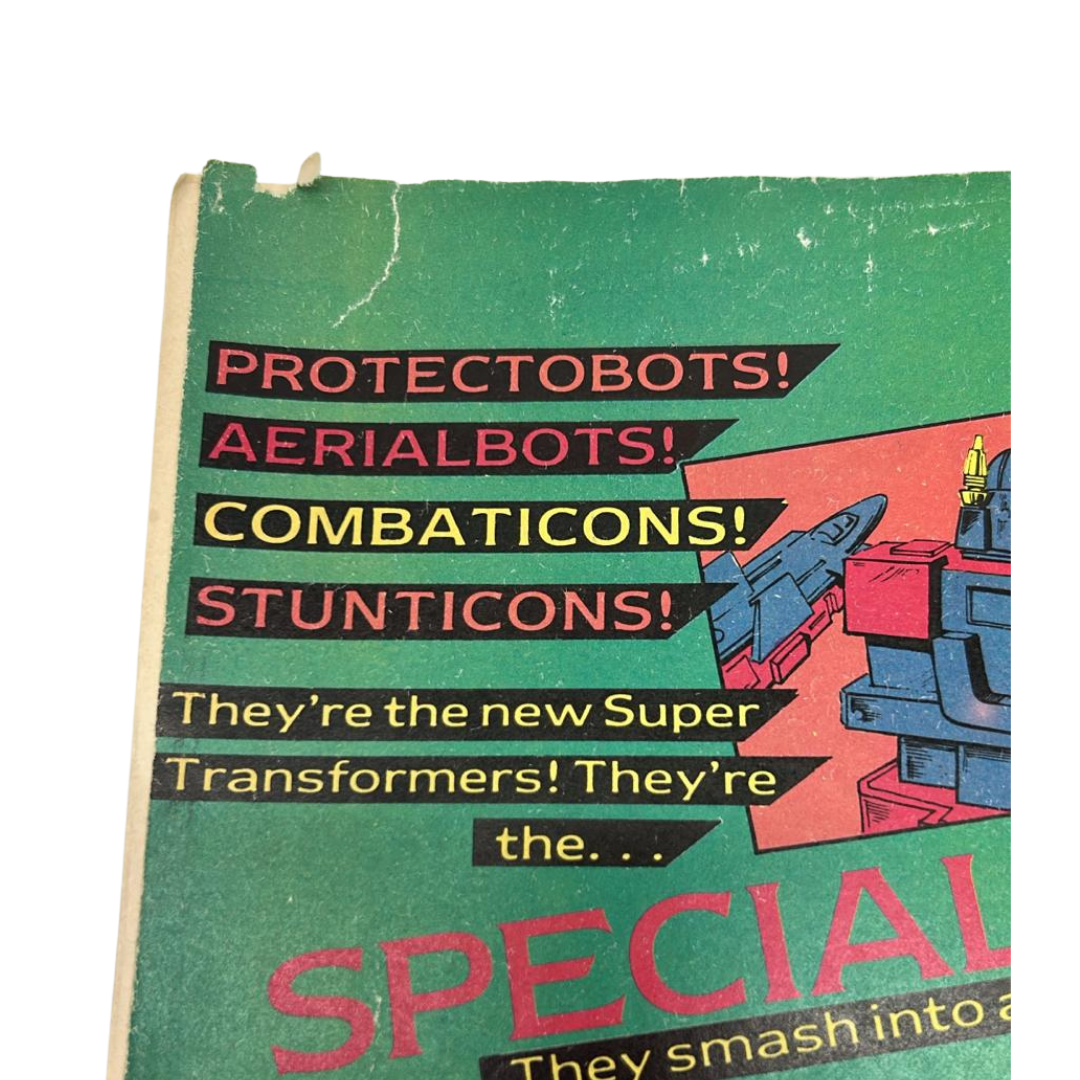 PROTECTOBOTS!
AERIALBOTS!
COMBATICONS!
STUNTICONS!
They're the new Super
Transformers! They're
the. . .
SPECIAL
They smash into